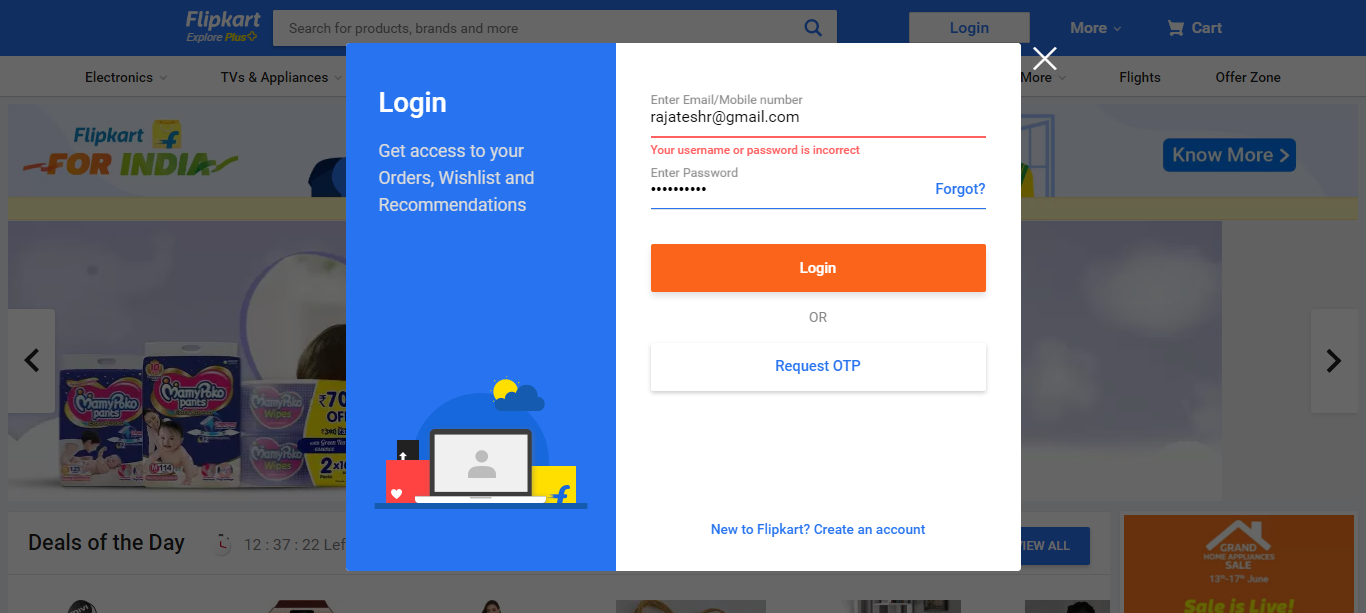 Flipkart
Explore Plus
Search for products, brands and more
Login
More
Cart
Electronics
TVs & Appliances
More
Flights
Offer Zone
Flipkart
FOR INDIA
Know More
Login
Get access to your
Orders, Wishlist and
Recommendations
Enter Email/Mobile number
rajateshr@gmail.com
Your username or password is incorrect
Enter Password
••••••••••
Forgot?
Login
OR
Request OTP
New to Flipkart? Create an account
MamyPoko
pants
MamyPoko
pants
M114
MamyPoko
Wipes
MamyPoko
Wipes
₹70
OFF
Deals of the Day
12 : 37 : 22 Lef
VIEW ALL
GRAND
HOME APPLIANCES
SALE
13th-17th June
Sale is Live!